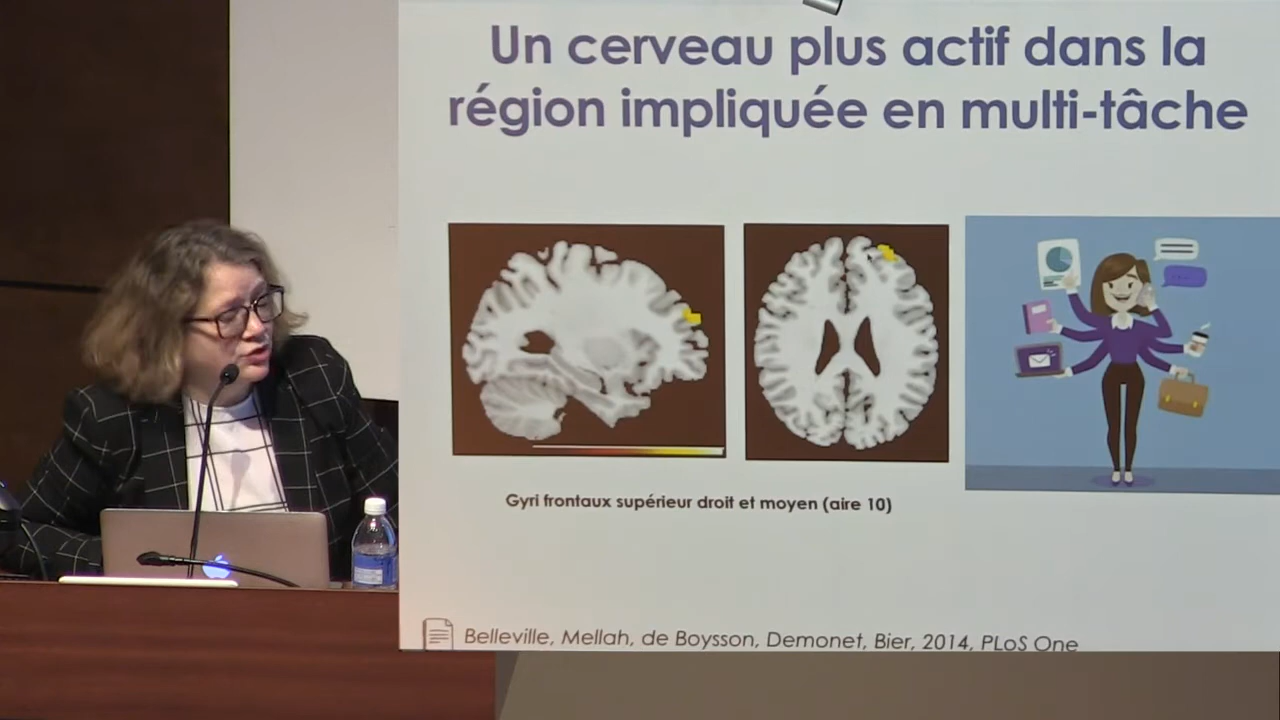 Un cerveau plus actif dans la
région impliquée en multi-tâche
Gyri frontaux supérieur droit et moyen (aire 10)
Belleville, Mellah, de Boysson, Demonet, Bier, 2014, PLoS One